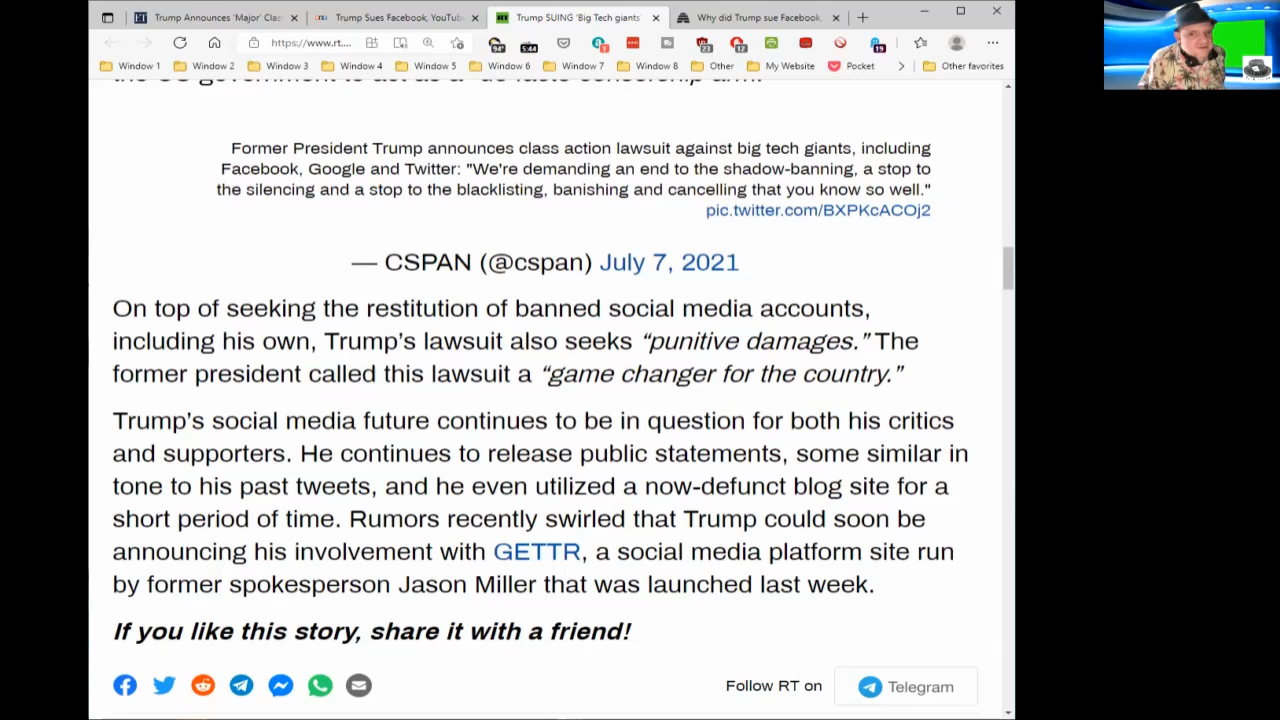 Trump Announces 'Major' Clas
Trump Sues Facebook, YouTub
Trump SUING 'Big Tech giants'
Why did Trump sue Facebook,
https://www.rt....
94°
5:44
1
23
12
19
Window 1
Window 2
Window 3
Window 4
Window 5
Window 6
Window 7
Window 8
Other
My Website
Pocket
Other favorites
Former President Trump announces class action lawsuit against big tech giants, including
Facebook, Google and Twitter: "We're demanding an end to the shadow-banning, a stop to
the silencing and a stop to the blacklisting, banishing and cancelling that you know so well."
pic.twitter.com/BXPKcACOj2
— CSPAN (@cspan) July 7, 2021
On top of seeking the restitution of banned social media accounts,
including his own, Trump's lawsuit also seeks “punitive damages.” The
former president called this lawsuit a “game changer for the country.”
Trump's social media future continues to be in question for both his critics
and supporters. He continues to release public statements, some similar in
tone to his past tweets, and he even utilized a now-defunct blog site for a
short period of time. Rumors recently swirled that Trump could soon be
announcing his involvement with GETTR, a social media platform site run
by former spokesperson Jason Miller that was launched last week.
If you like this story, share it with a friend!
Follow RT on
Telegram